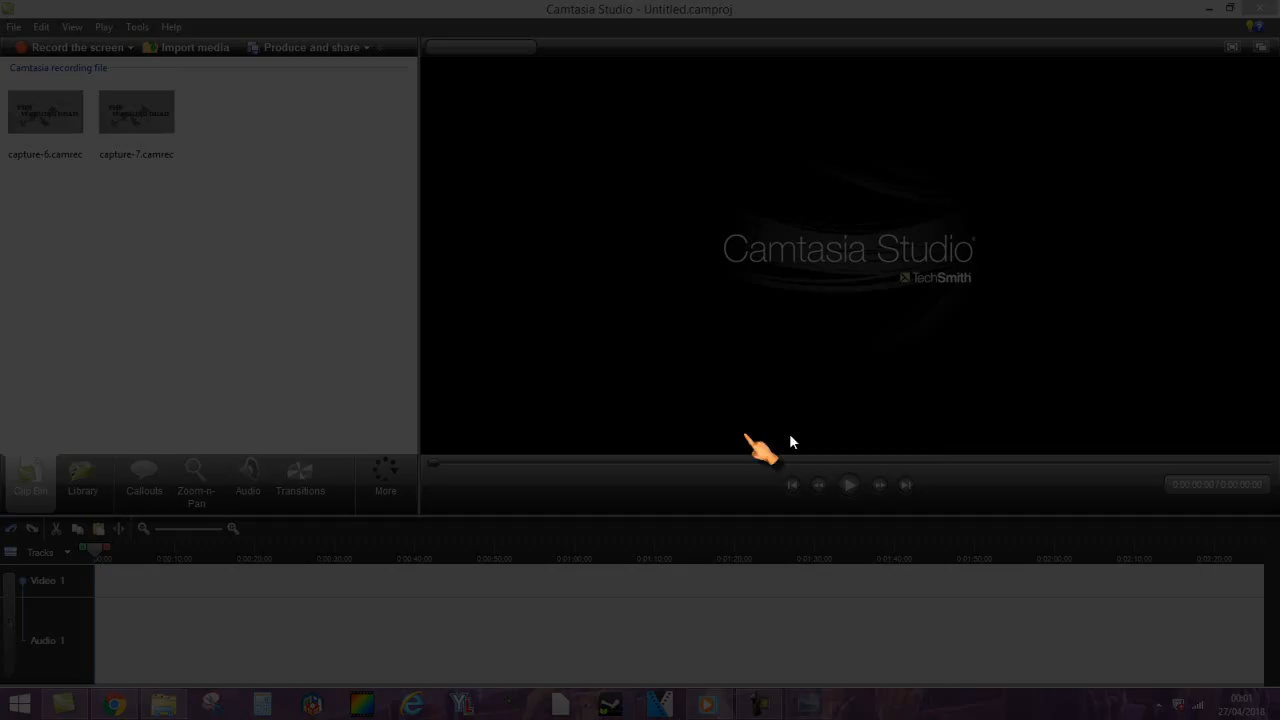 Camtasia Studio - Untitled.camproj
File Edit View Play Tools Help
Record the screen Import media Produce and share
Camtasia recording file
capture-6.camrec capture-7.camrec
Camtasia Studio
TechSmith
Clip Bin Library Callouts Zoom-n-Pan Audio Transitions More
0:00:00;00 / 0:00:00;00
Tracks 0:00:10;00 0:00:20;00 0:00:30;00 0:00:40;00 0:00:50;00 0:01:00;00 0:01:10;00 0:01:20;00 0:01:30;00 0:01:40;00 0:01:50;00 0:02:00;00 0:02:10;00 0:02:20;00
Video 1
Audio 1
00:01
27/04/2018